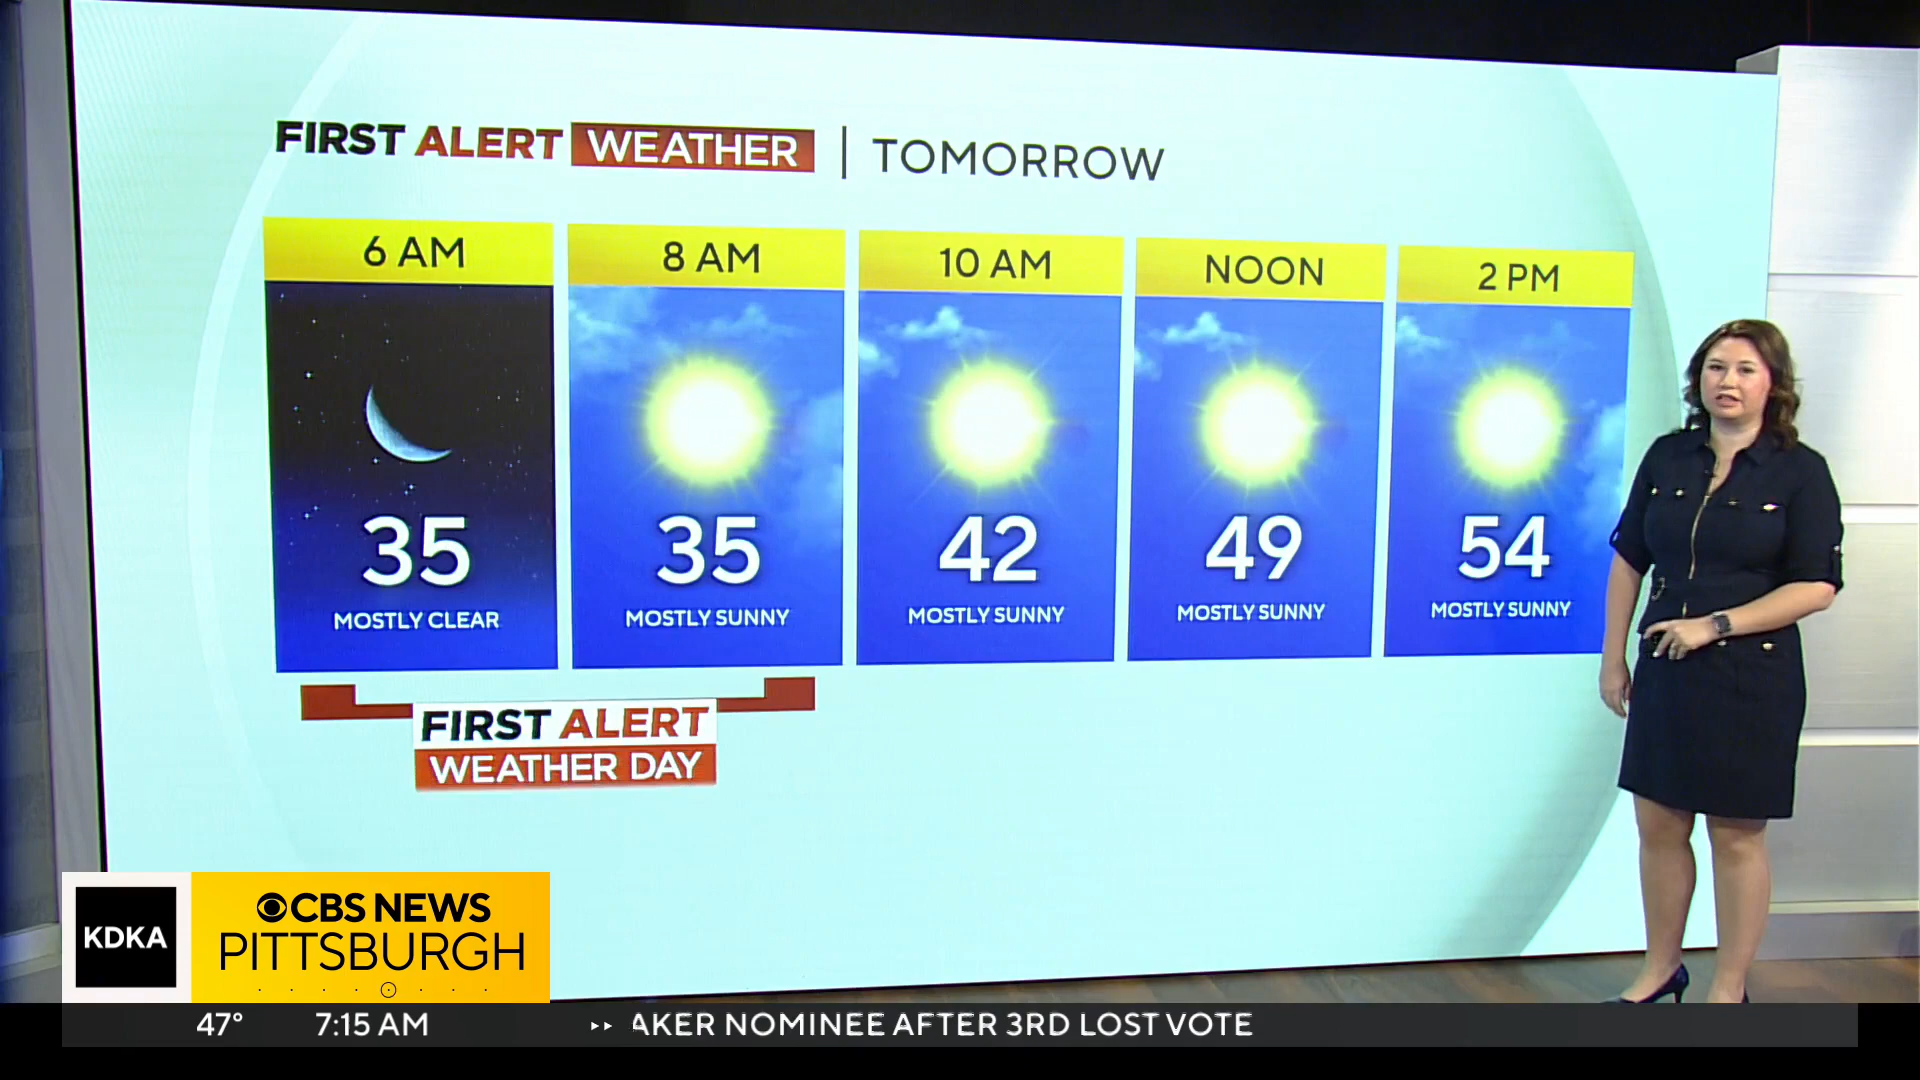 FIRST ALERT WEATHER | TOMORROW
6 AM
35
MOSTLY CLEAR
8 AM
35
MOSTLY SUNNY
10 AM
42
MOSTLY SUNNY
NOON
49
MOSTLY SUNNY
2 PM
54
MOSTLY SUNNY
FIRST ALERT
WEATHER DAY
KDKA
CBS NEWS
PITTSBURGH
47° 7:15 AM AKER NOMINEE AFTER 3RD LOST VOTE